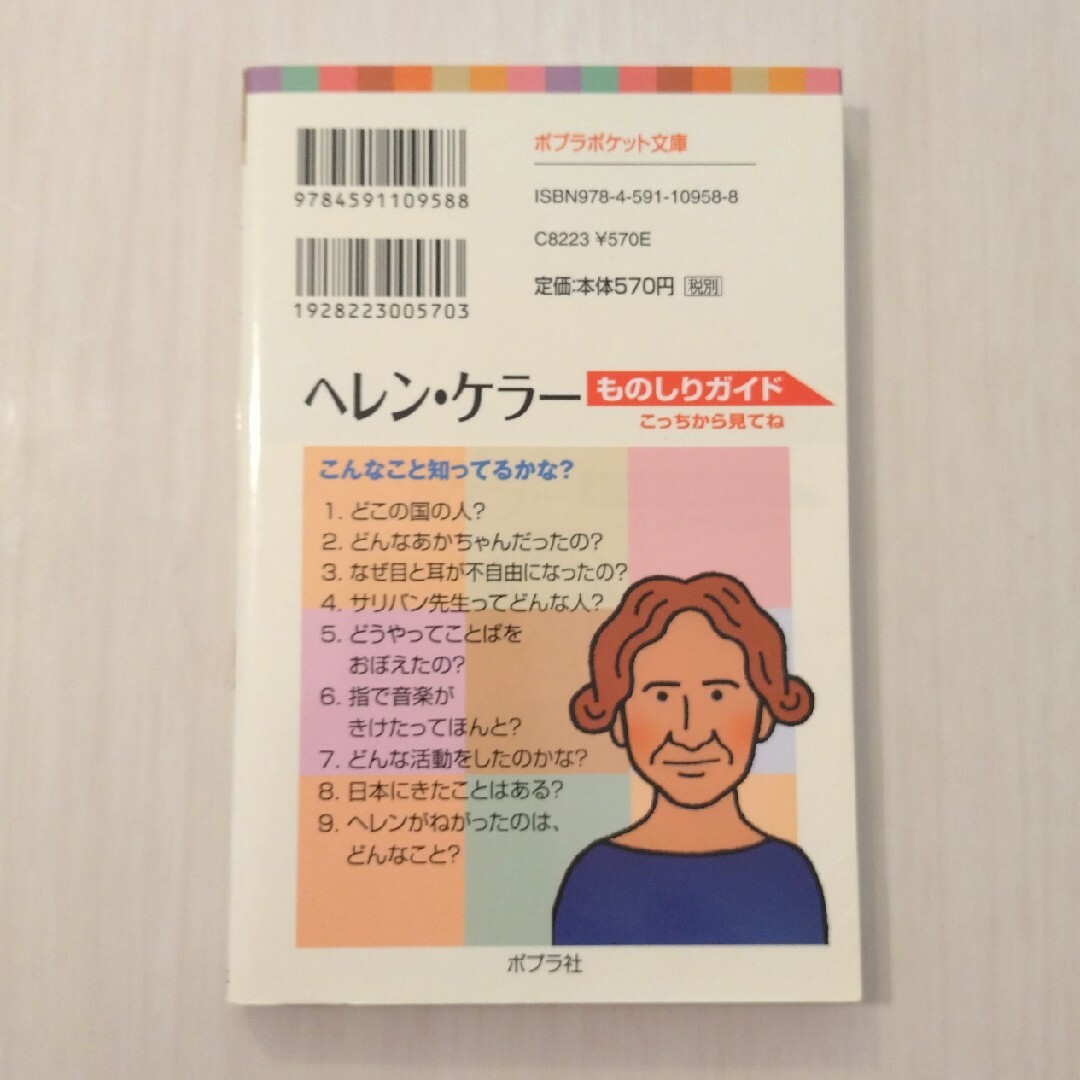 9784591109588
1928223005703
ポプラポケット文庫
ISBN978-4-591-10958-8
C8223 ¥570E
定価:本体570円 税別
ヘレン・ケラー ものしりガイド
こっちから見てね
こんなこと知ってるかな?
1. どこの国の人?
2. どんなあかちゃんだったの?
3. なぜ目と耳が不自由になったの?
4. サリバン先生ってどんな人?
5. どうやってことばを
おぼえたの?
6. 指で音楽が
きけたってほんと?
7. どんな活動をしたのかな?
8. 日本にきたことはある?
9. ヘレンがねがったのは、
どんなこと?
ポプラ社